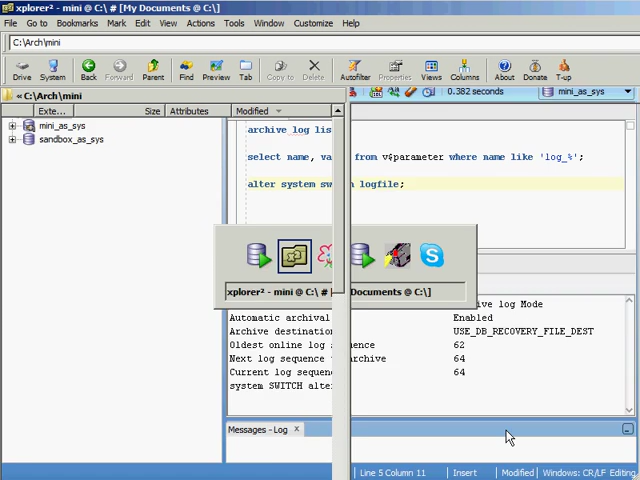 xplorer² - mini @ C:\ # [My Documents @ C:\]
File Go to Bookmarks Mark Edit View Actions Tools Window Customize Help
C:\Arch\mini
Drive System Back Forward Parent Find Preview Tab Copy to Delete Autofilter Properties Views Columns About Donate T-up
« C:\Arch\mini
0.382 seconds mini_as_sys
Exte... Size Attributes Modified
mini_as_sys
sandbox_as_sys
archive log lis
select name, va from v$parameter where name like 'log_%';
alter system sw h logfile;
xplorer² - mini @ C:\ # [ Documents @ C:\]
ive log Mode
Automatic archival Enabled
Archive destination USE_DB_RECOVERY_FILE_DEST
Oldest online log sequence 62
Next log sequence archive 64
Current log sequenc 64
system SWITCH alter
Messages - Log x
Line 5 Column 11 Insert Modified Windows: CR/LF Editing